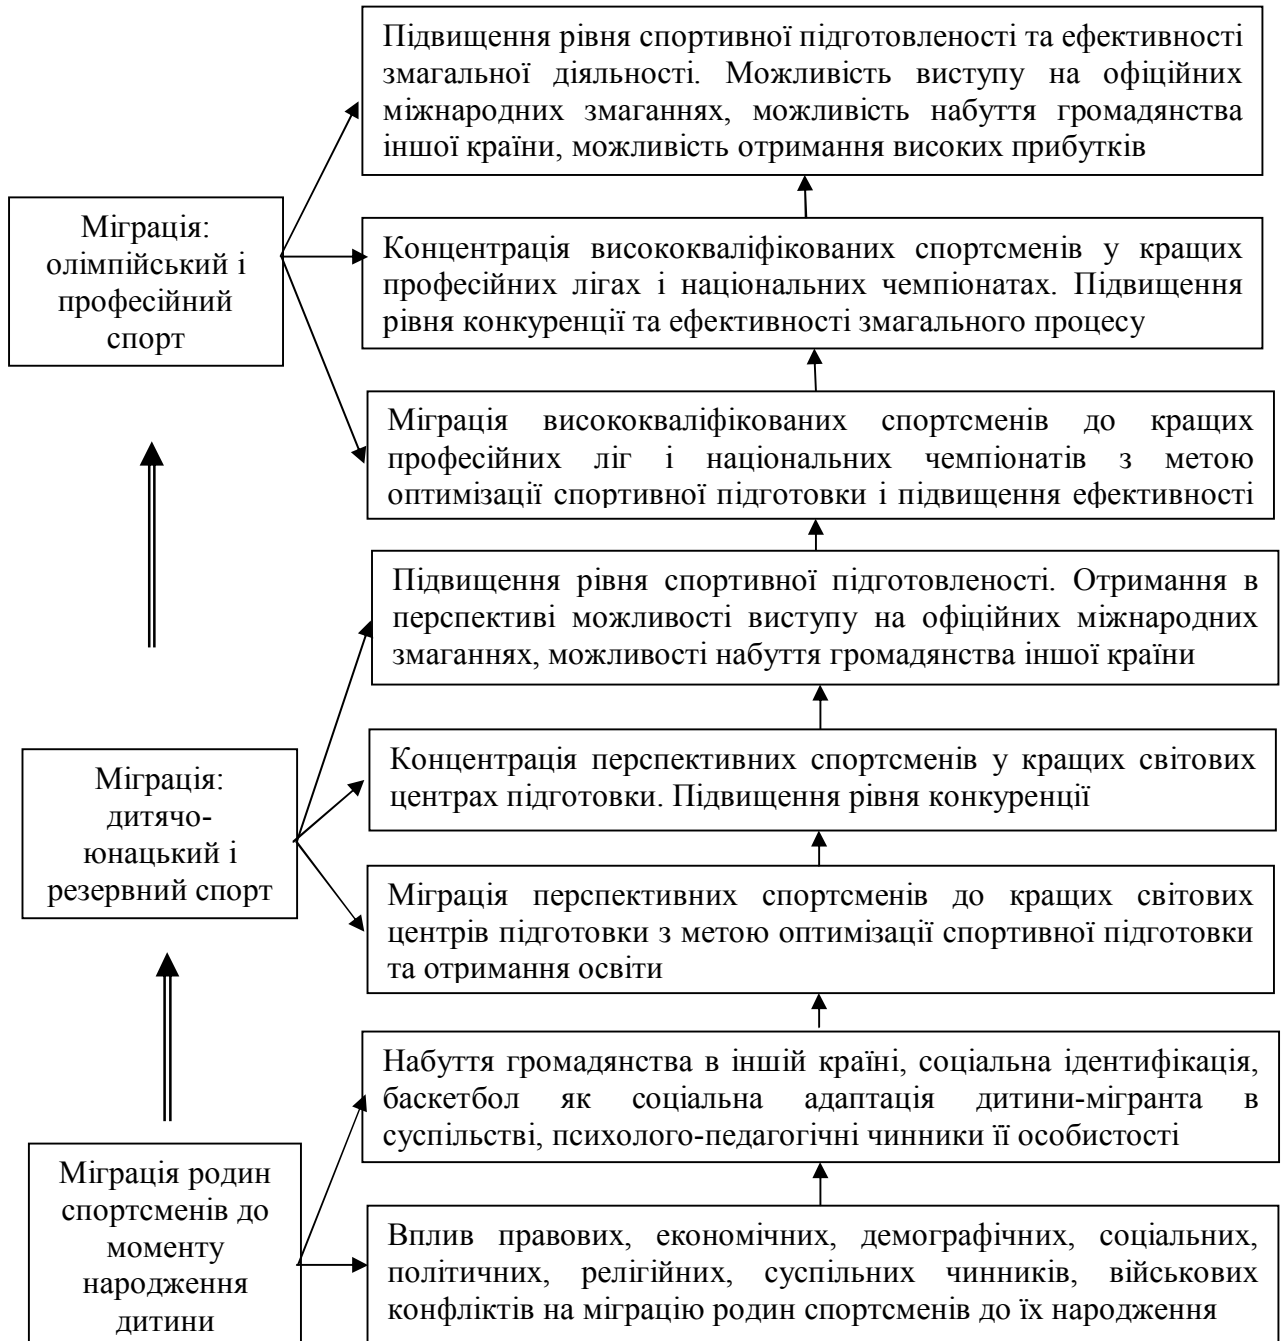 Підвищення рівня спортивної підготовленості та ефективності
змагальної діяльності. Можливість виступу на офіційних
міжнародних змаганнях, можливість набуття громадянства
іншої країни, можливість отримання високих прибутків
Міграція:
олімпійський і
професійний
спорт
Концентрація висококваліфікованих спортсменів у кращих
професійних лігах і національних чемпіонатах. Підвищення
рівня конкуренції та ефективності змагального процесу
Міграція висококваліфікованих спортсменів до кращих
професійних ліг і національних чемпіонатів з метою
оптимізації спортивної підготовки і підвищення ефективності
Підвищення рівня спортивної підготовленості. Отримання в
перспективі можливості виступу на офіційних міжнародних
змаганнях, можливості набуття громадянства іншої країни
Міграція:
дитячо-
юнацький і
резервний спорт
Концентрація перспективних спортсменів у кращих світових
центрах підготовки. Підвищення рівня конкуренції
Міграція перспективних спортсменів до кращих світових
центрів підготовки з метою оптимізації спортивної підготовки
та отримання освіти
Набуття громадянства в іншій країні, соціальна ідентифікація,
баскетбол як соціальна адаптація дитини-мігранта в
суспільстві, психолого-педагогічні чинники її особистості
Міграція родин
спортсменів до
моменту
народження
дитини
Вплив правових, економічних, демографічних, соціальних,
політичних, релігійних, суспільних чинників, військових
конфліктів на міграцію родин спортсменів до їх народження